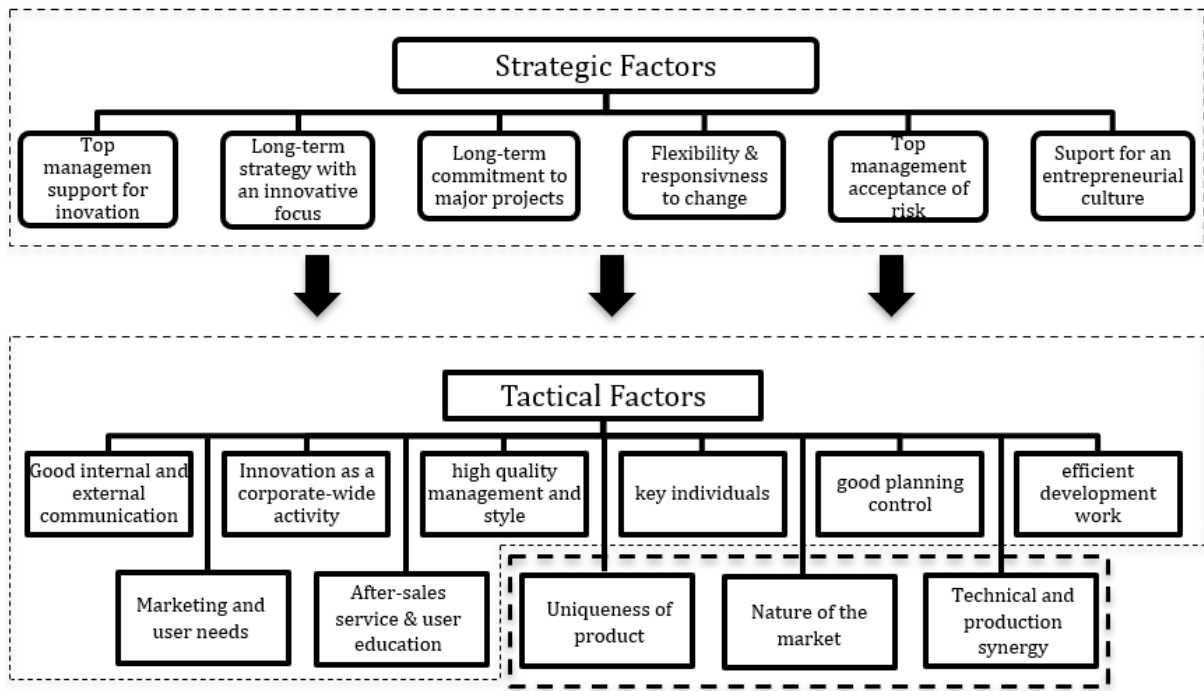 Strategic Factors
Top
managemen
support for
inovation
Long-term
strategy with
an innovative
focus
Long-term
commitment to
major projects
Flexibility &
responsivness
to change
Top
management
acceptance of
risk
Suport for an
entrepreneurial
culture
Tactical Factors
Good internal and
external
communication
Innovation as a
corporate-wide
activity
high quality
management and
style
key individuals
good planning
control
efficient
development
work
Marketing and
user needs
After-sales
service & user
education
Uniqueness of
product
Nature of the
market
Technical and
production
synergy